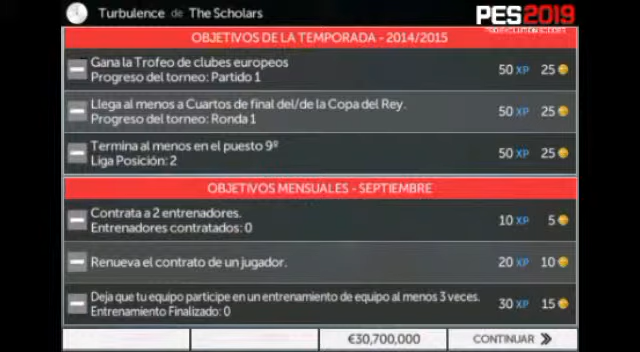 Turbulence de The Scholars
PES2019
OBJETIVOS DE LA TEMPORADA - 2014/2015
Gana la Trofeo de clubes europeos
Progreso del torneo: Partido 1
50 XP 25
Llega al menos a Cuartos de final del/de la Copa del Rey.
Progreso del torneo: Ronda 1
50 XP 25
Termina al menos en el puesto 9º
Liga Posición: 2
50 XP 25
OBJETIVOS MENSUALES - SEPTIEMBRE
Contrata a 2 entrenadores.
Entrenadores contratados: 0
10 XP 5
Renueva el contrato de un jugador.
20 XP 10
Deja que tu equipo participe en un entrenamiento de equipo al menos 3 veces.
Entrenamiento Finalizado: 0
30 XP 15
€30,700,000
CONTINUAR